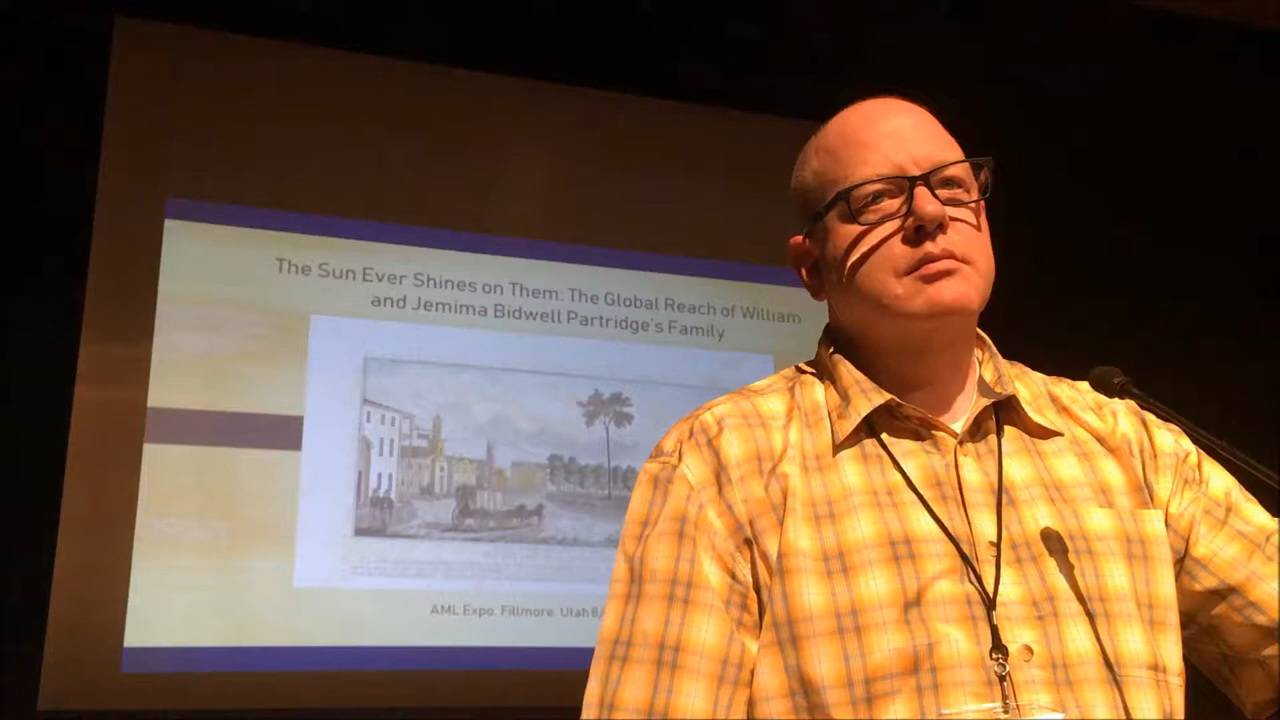 The Sun Ever Shines on Them: The Global Reach of William
and Jemima Bidwell Partridge's Family
AML Expo. Fillmore. Utah 8/